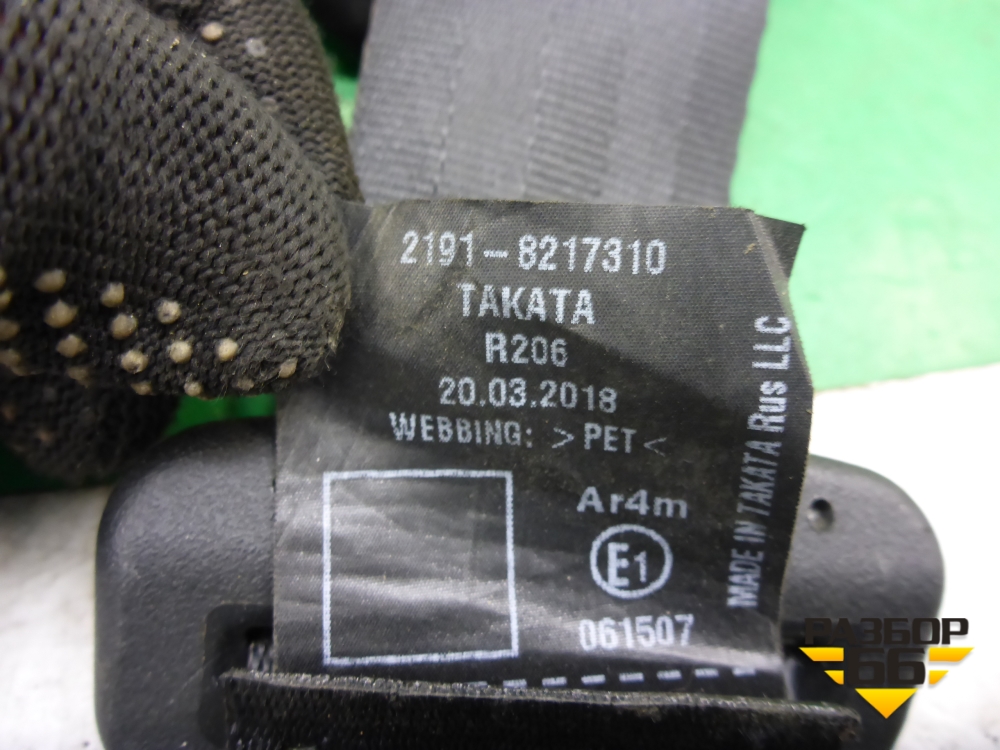 2191-8217310
TAKATA
R206
20.03.2018
WEBBING: >PET<
Ar4m
E1
061507
MADE IN TAKATA Rus LLC
РАЗБОР
66